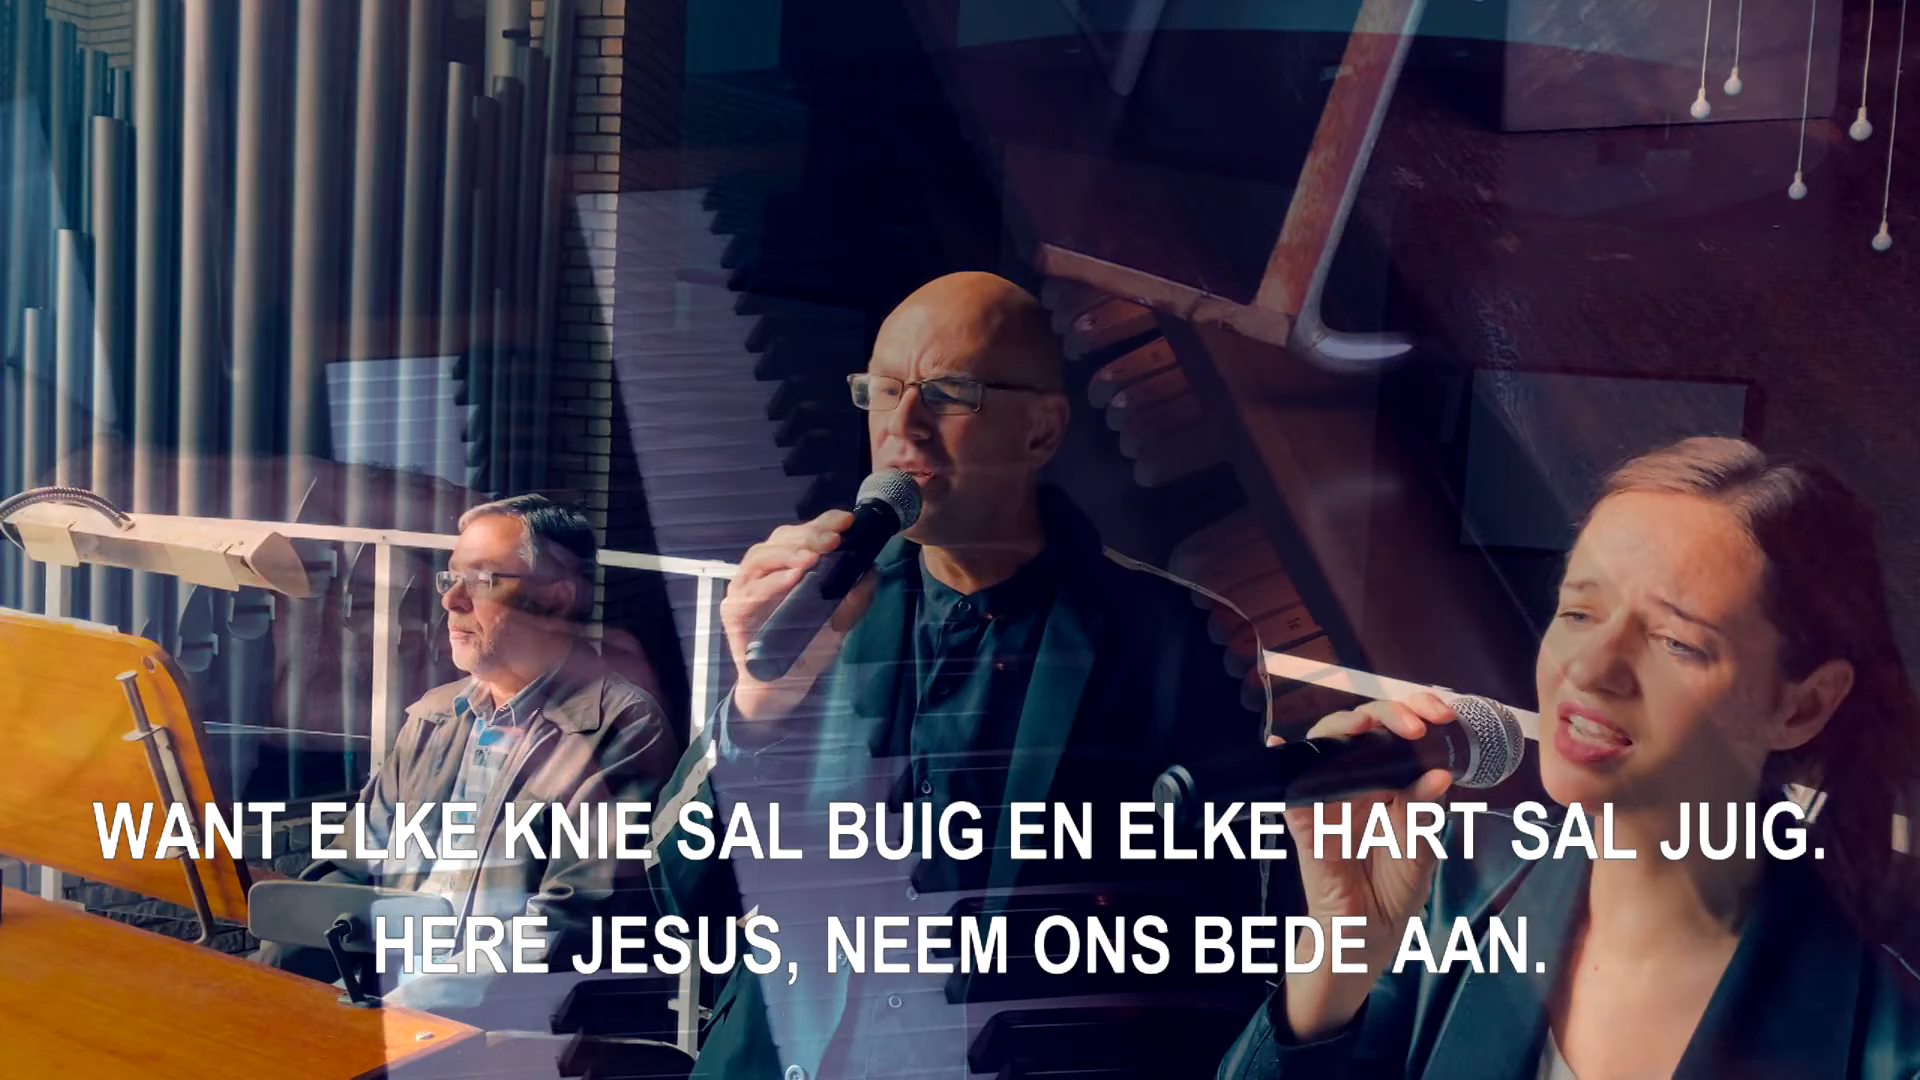 WANT ELKE KNIE SAL BUIG EN ELKE HART SAL JUIG.
HERE JESUS, NEEM ONS BEDE AAN.